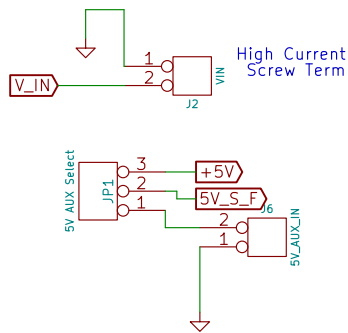 1
High Current
Screw Term
VIN
2
V_IN
J2
5V AUX Select
JP1
3
+5V
2
5V_S_F
1
J6
2
1
5V_AUX_IN